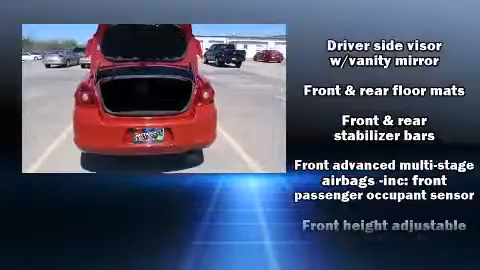 Driver side visor
w/vanity mirror
Front & rear floor mats
Front & rear
stabilizer bars
Front advanced multi-stage
airbags -inc: front
passenger occupant sensor
Front height adjustable